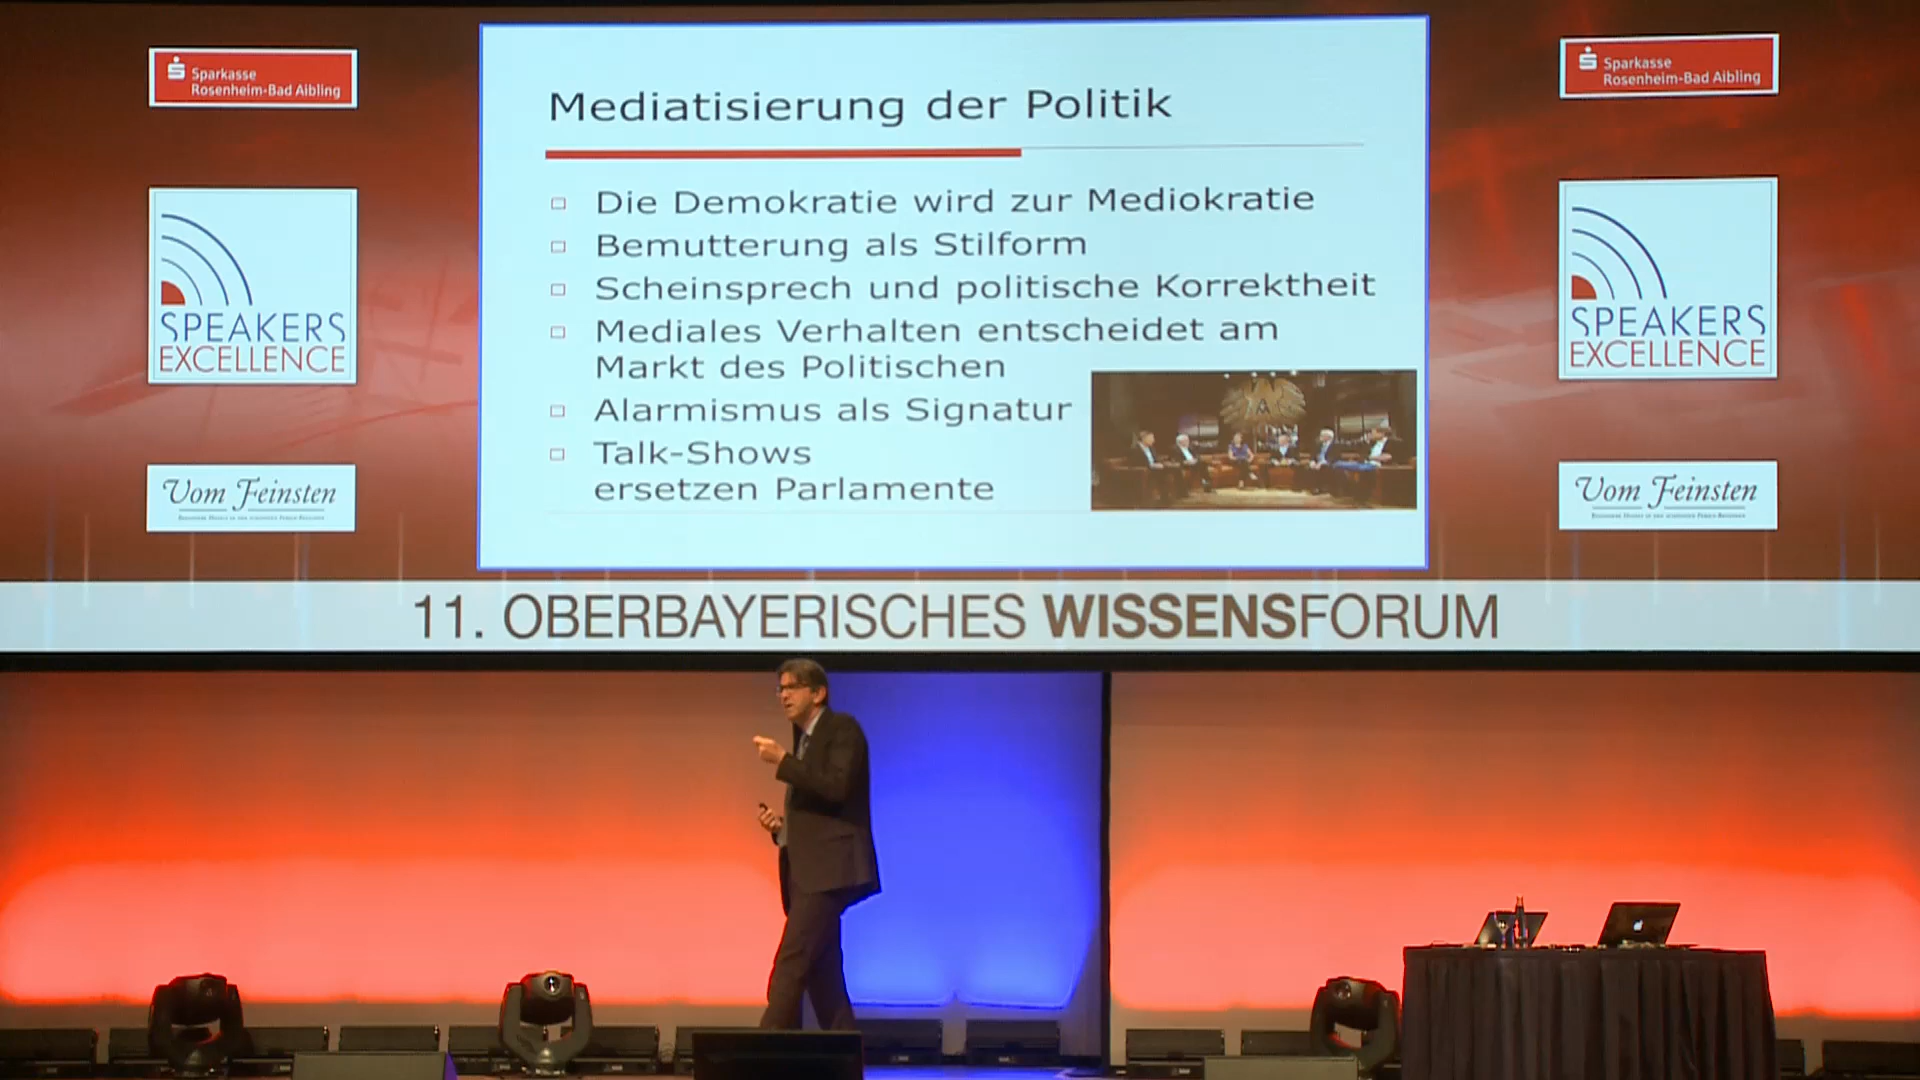 Sparkasse
Rosenheim-Bad Aibling
SPEAKERS
EXCELLENCE
Vom Feinsten
Mediatisierung der Politik
Die Demokratie wird zur Mediokratie
Bemutterung als Stilform
Scheinsprech und politische Korrektheit
Mediales Verhalten entscheidet am
Markt des Politischen
Alarmismus als Signatur
Talk-Shows
ersetzen Parlamente
Sparkasse
Rosenheim-Bad Aibling
SPEAKERS
EXCELLENCE
Vom Feinsten
11. OBERBAYERISCHES WISSENSFORUM